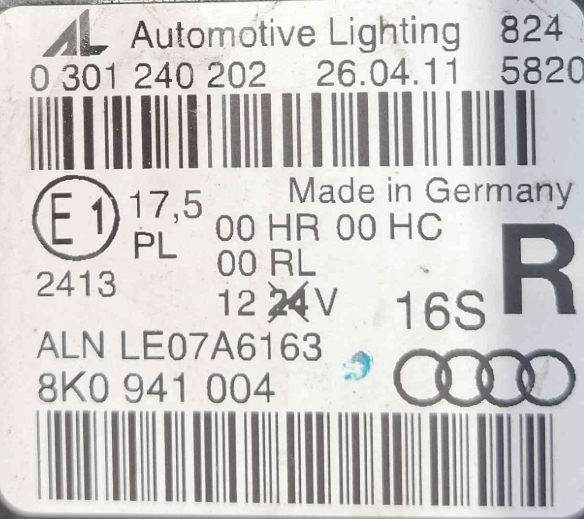 AL Automotive Lighting 824
0 301 240 202 26.04.11 5820
Made in Germany
E1 17,5 00 HR 00 HC R
PL 00 RL
2413 12 24 V 16S
ALN LE07A6163
8K0 941 004